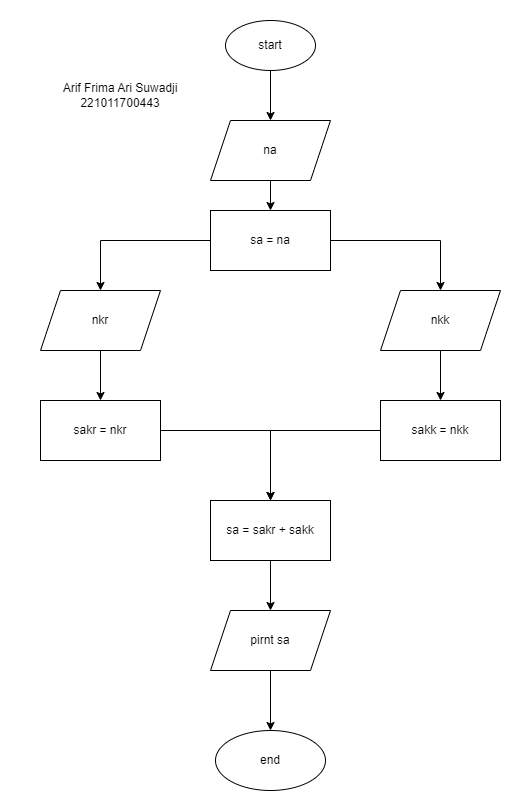 start
Arif Frima Ari Suwadji
221011700443
na
sa = na
nkr
nkk
sakr = nkr
sakk = nkk
sa = sakr + sakk
pirnt sa
end